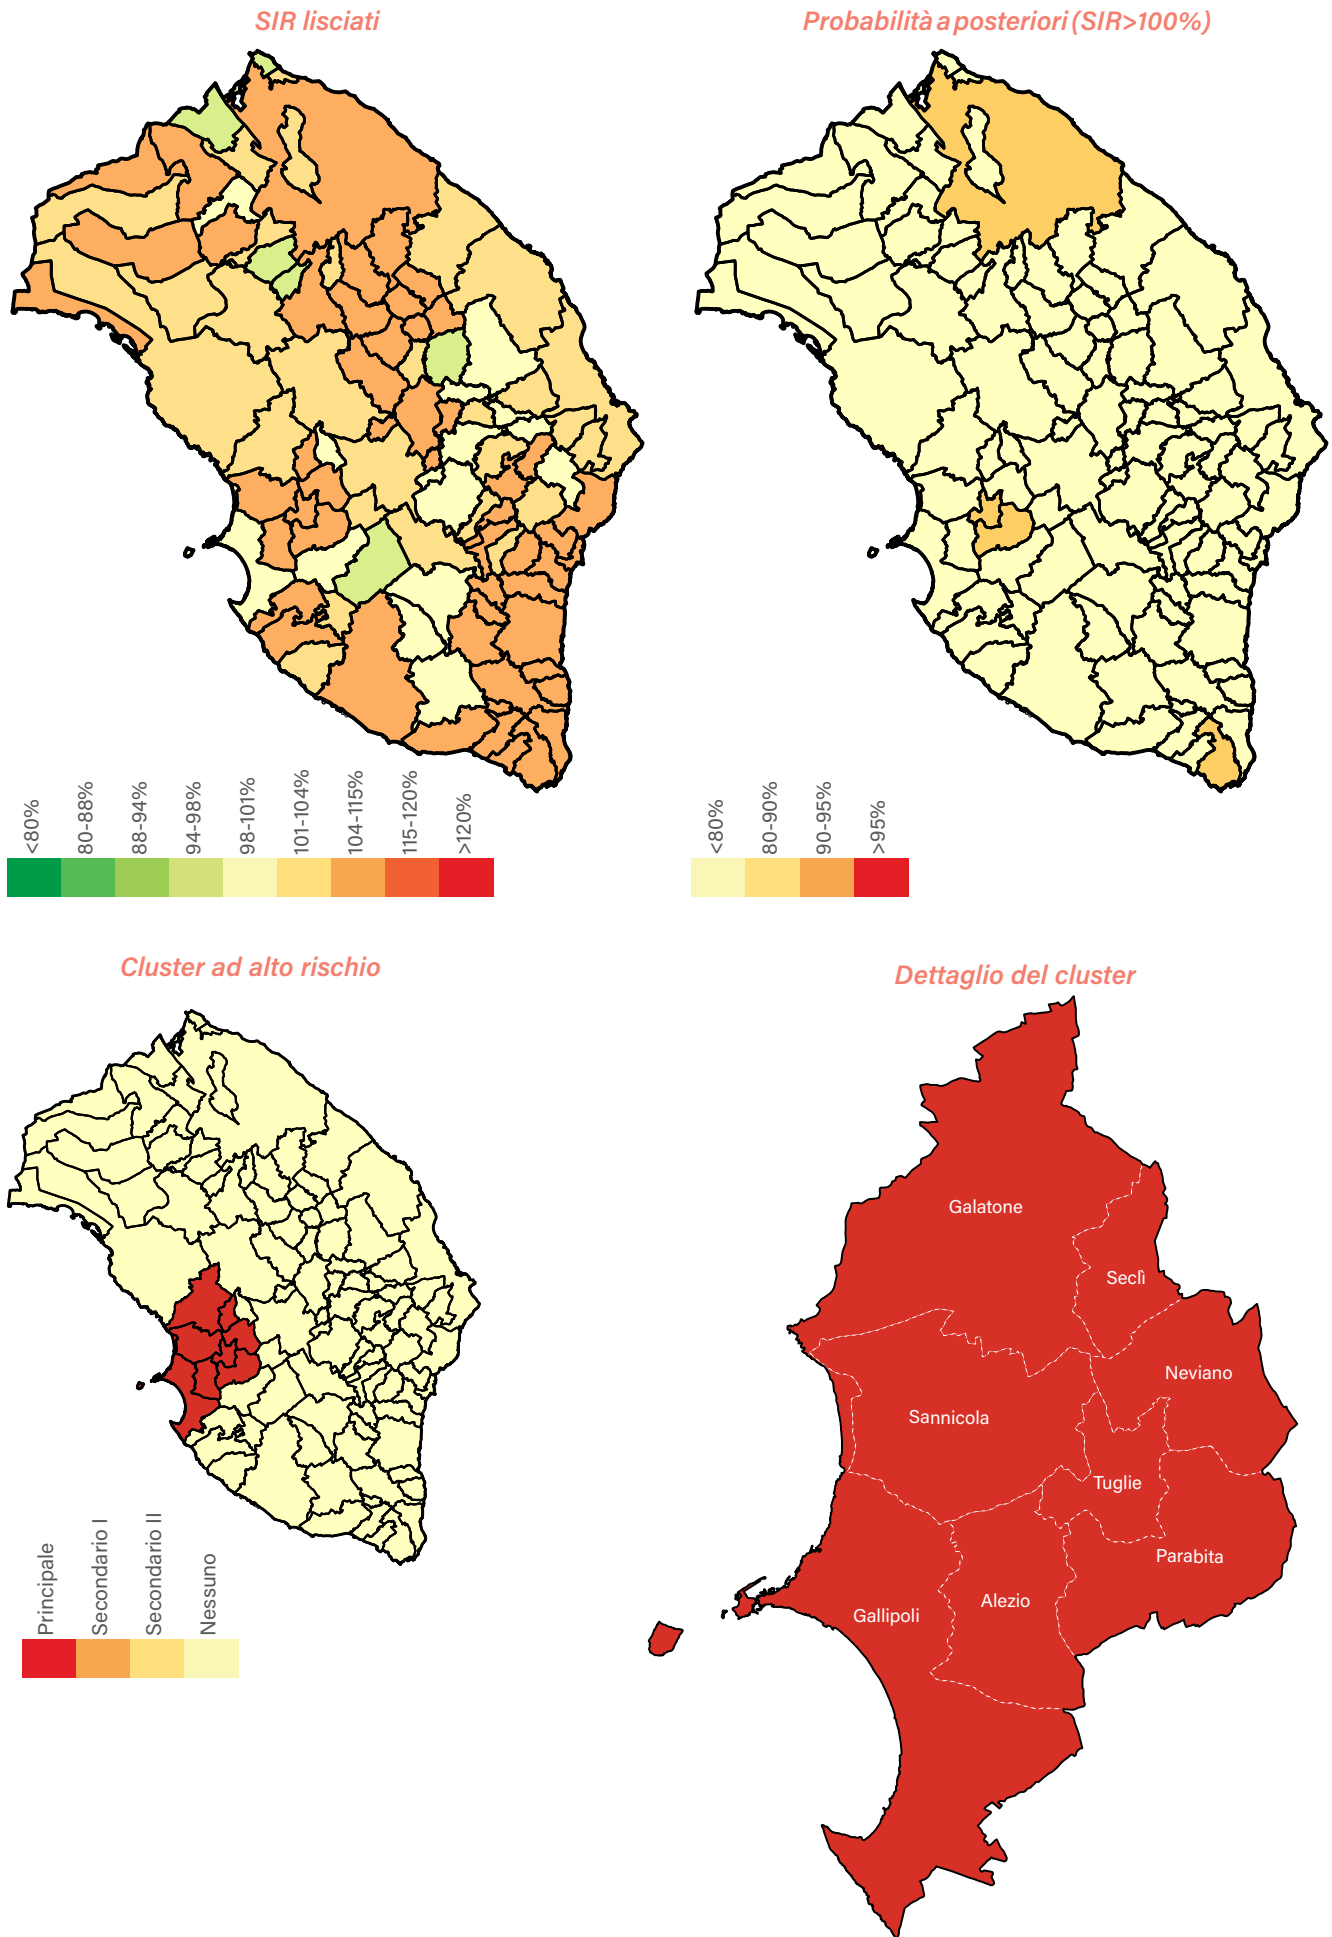 SIR lisciati
Probabilità a posteriori (SIR>100%)
<80%
80-88%
88-94%
94-98%
98-101%
101-104%
104-115%
115-120%
>120%
<80%
80-90%
90-95%
>95%
Cluster ad alto rischio
Dettaglio del cluster
Principale
Secondario I
Secondario II
Nessuno
Galatone
Seclì
Neviano
Sannicola
Tuglie
Parabita
Alezio
Gallipoli